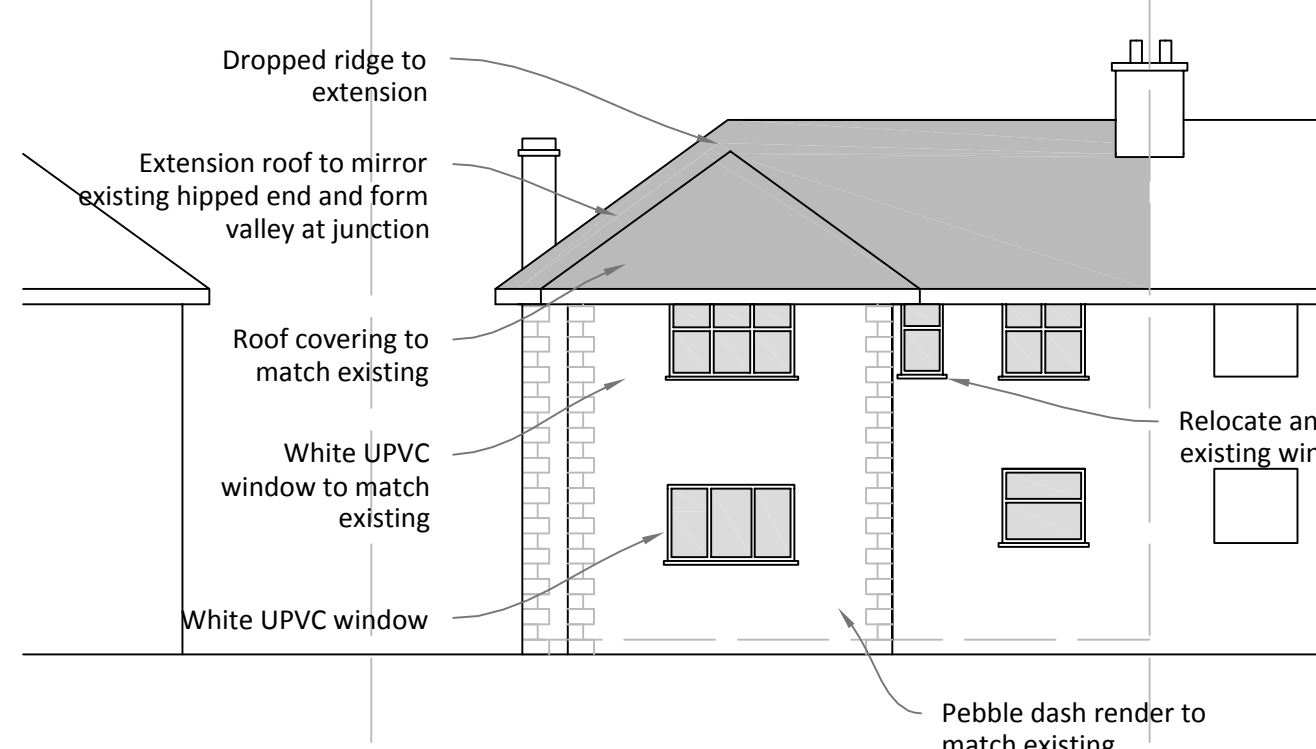 Dropped ridge to
extension
Extension roof to mirror
existing hipped end and form
valley at junction
Roof covering to
match existing
White UPVC
window to match
existing
White UPVC window
Relocate
existing
Pebble dash render to
match existing